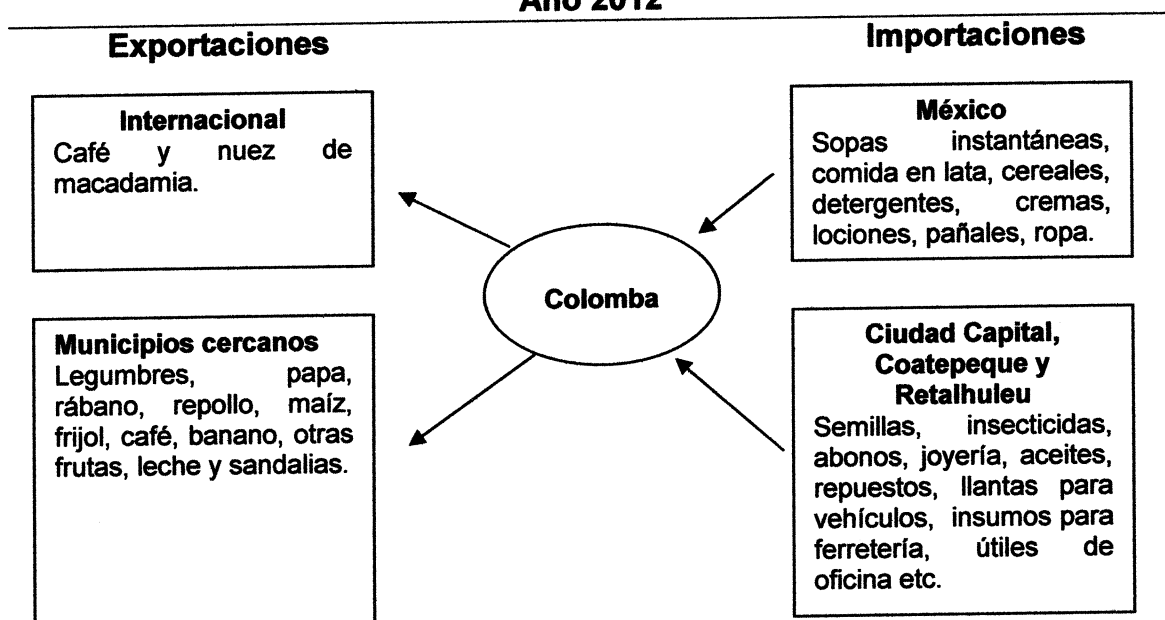 Año 2012
Exportaciones
Importaciones
Internacional
Café y nuez de
macadamia.
Municipios cercanos
Legumbres, papa,
rábano, repollo, maíz,
frijol, café, banano, otras
frutas, leche y sandalias.
Colomba
México
Sopas instantáneas,
comida en lata, cereales,
detergentes, cremas,
lociones, pañales, ropa.
Ciudad Capital,
Coatepeque y
Retalhuleu
Semillas, insecticidas,
abonos, joyería, aceites,
repuestos, llantas para
vehículos, insumos para
ferretería, útiles de
oficina etc.